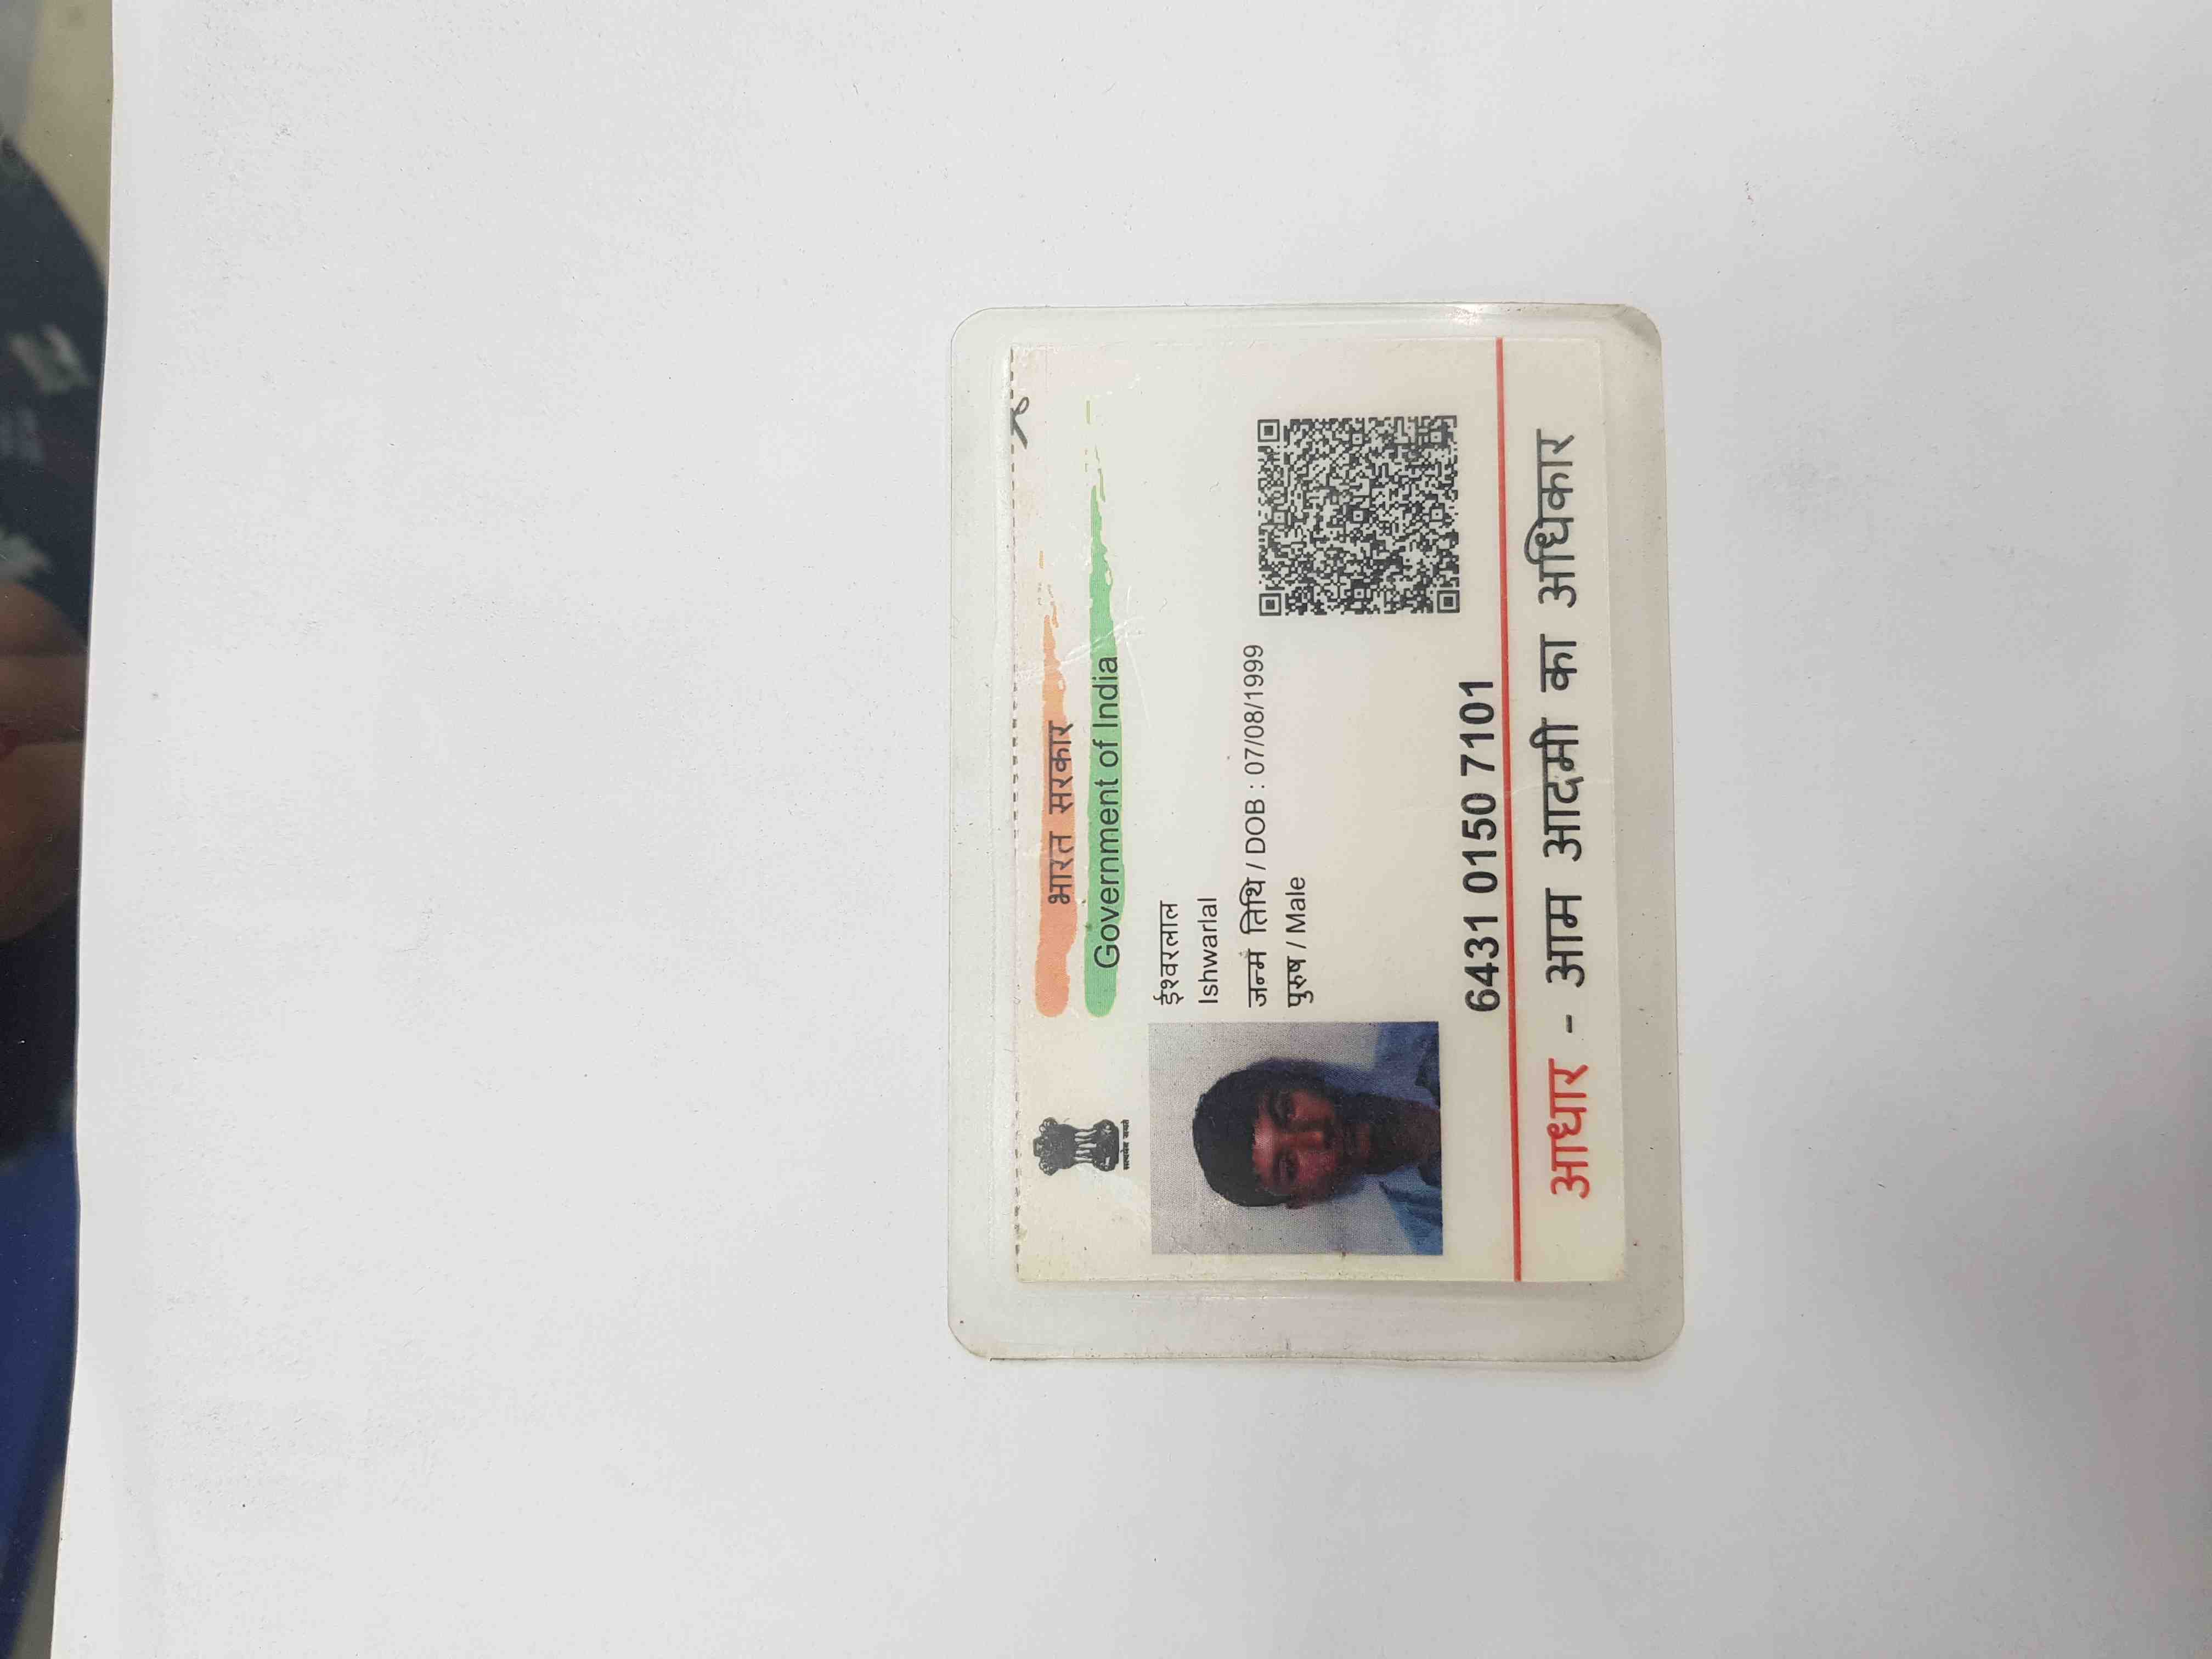 भारत सरकार
Government of India
सत्यमेव जयते
ईश्वरलाल
Ishwarlal
जन्म तिथि / DOB : 07/08/1999
पुरुष / Male
6431 0150 7101
आधार - आम आदमी का अधिकार